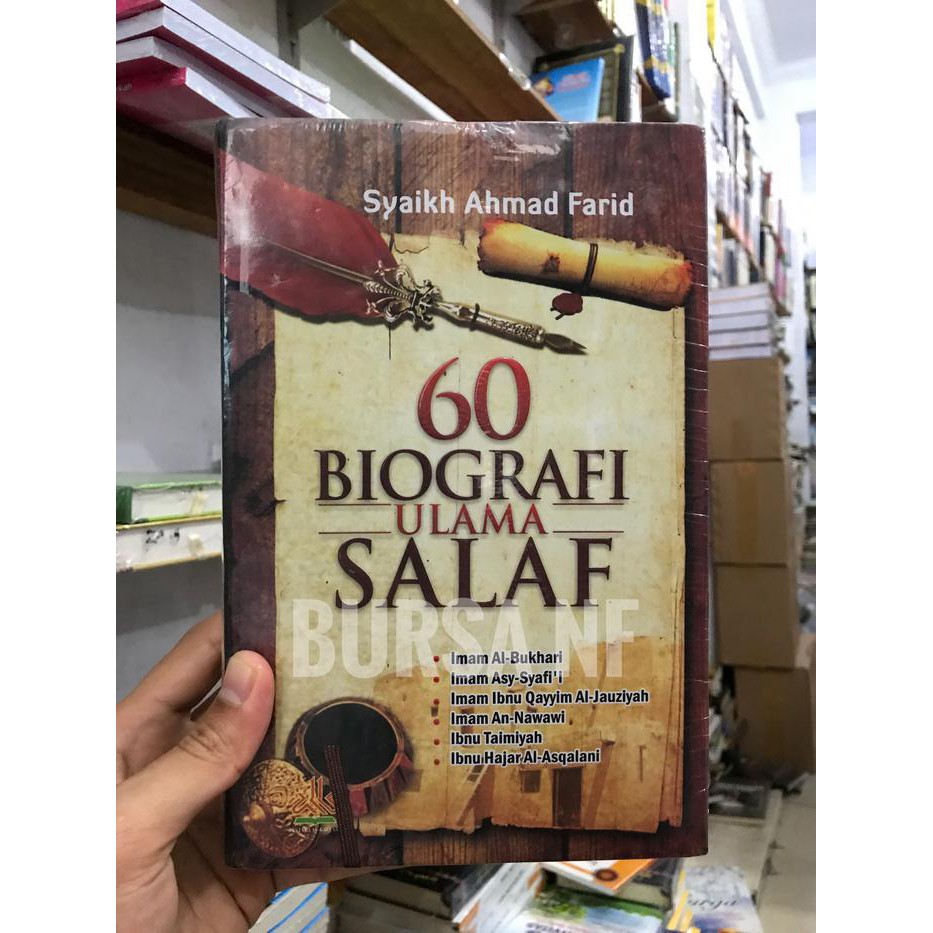 Syaikh Ahmad Farid
60
BIOGRAFI
ULAMA
SALAF
BURSA NF
• Imam Al-Bukhari
• Imam Asy-Syafi'i
• Imam Ibnu Qayyim Al-Jauziyah
• Imam An-Nawawi
• Ibnu Taimiyah
• Ibnu Hajar Al-Asqalani